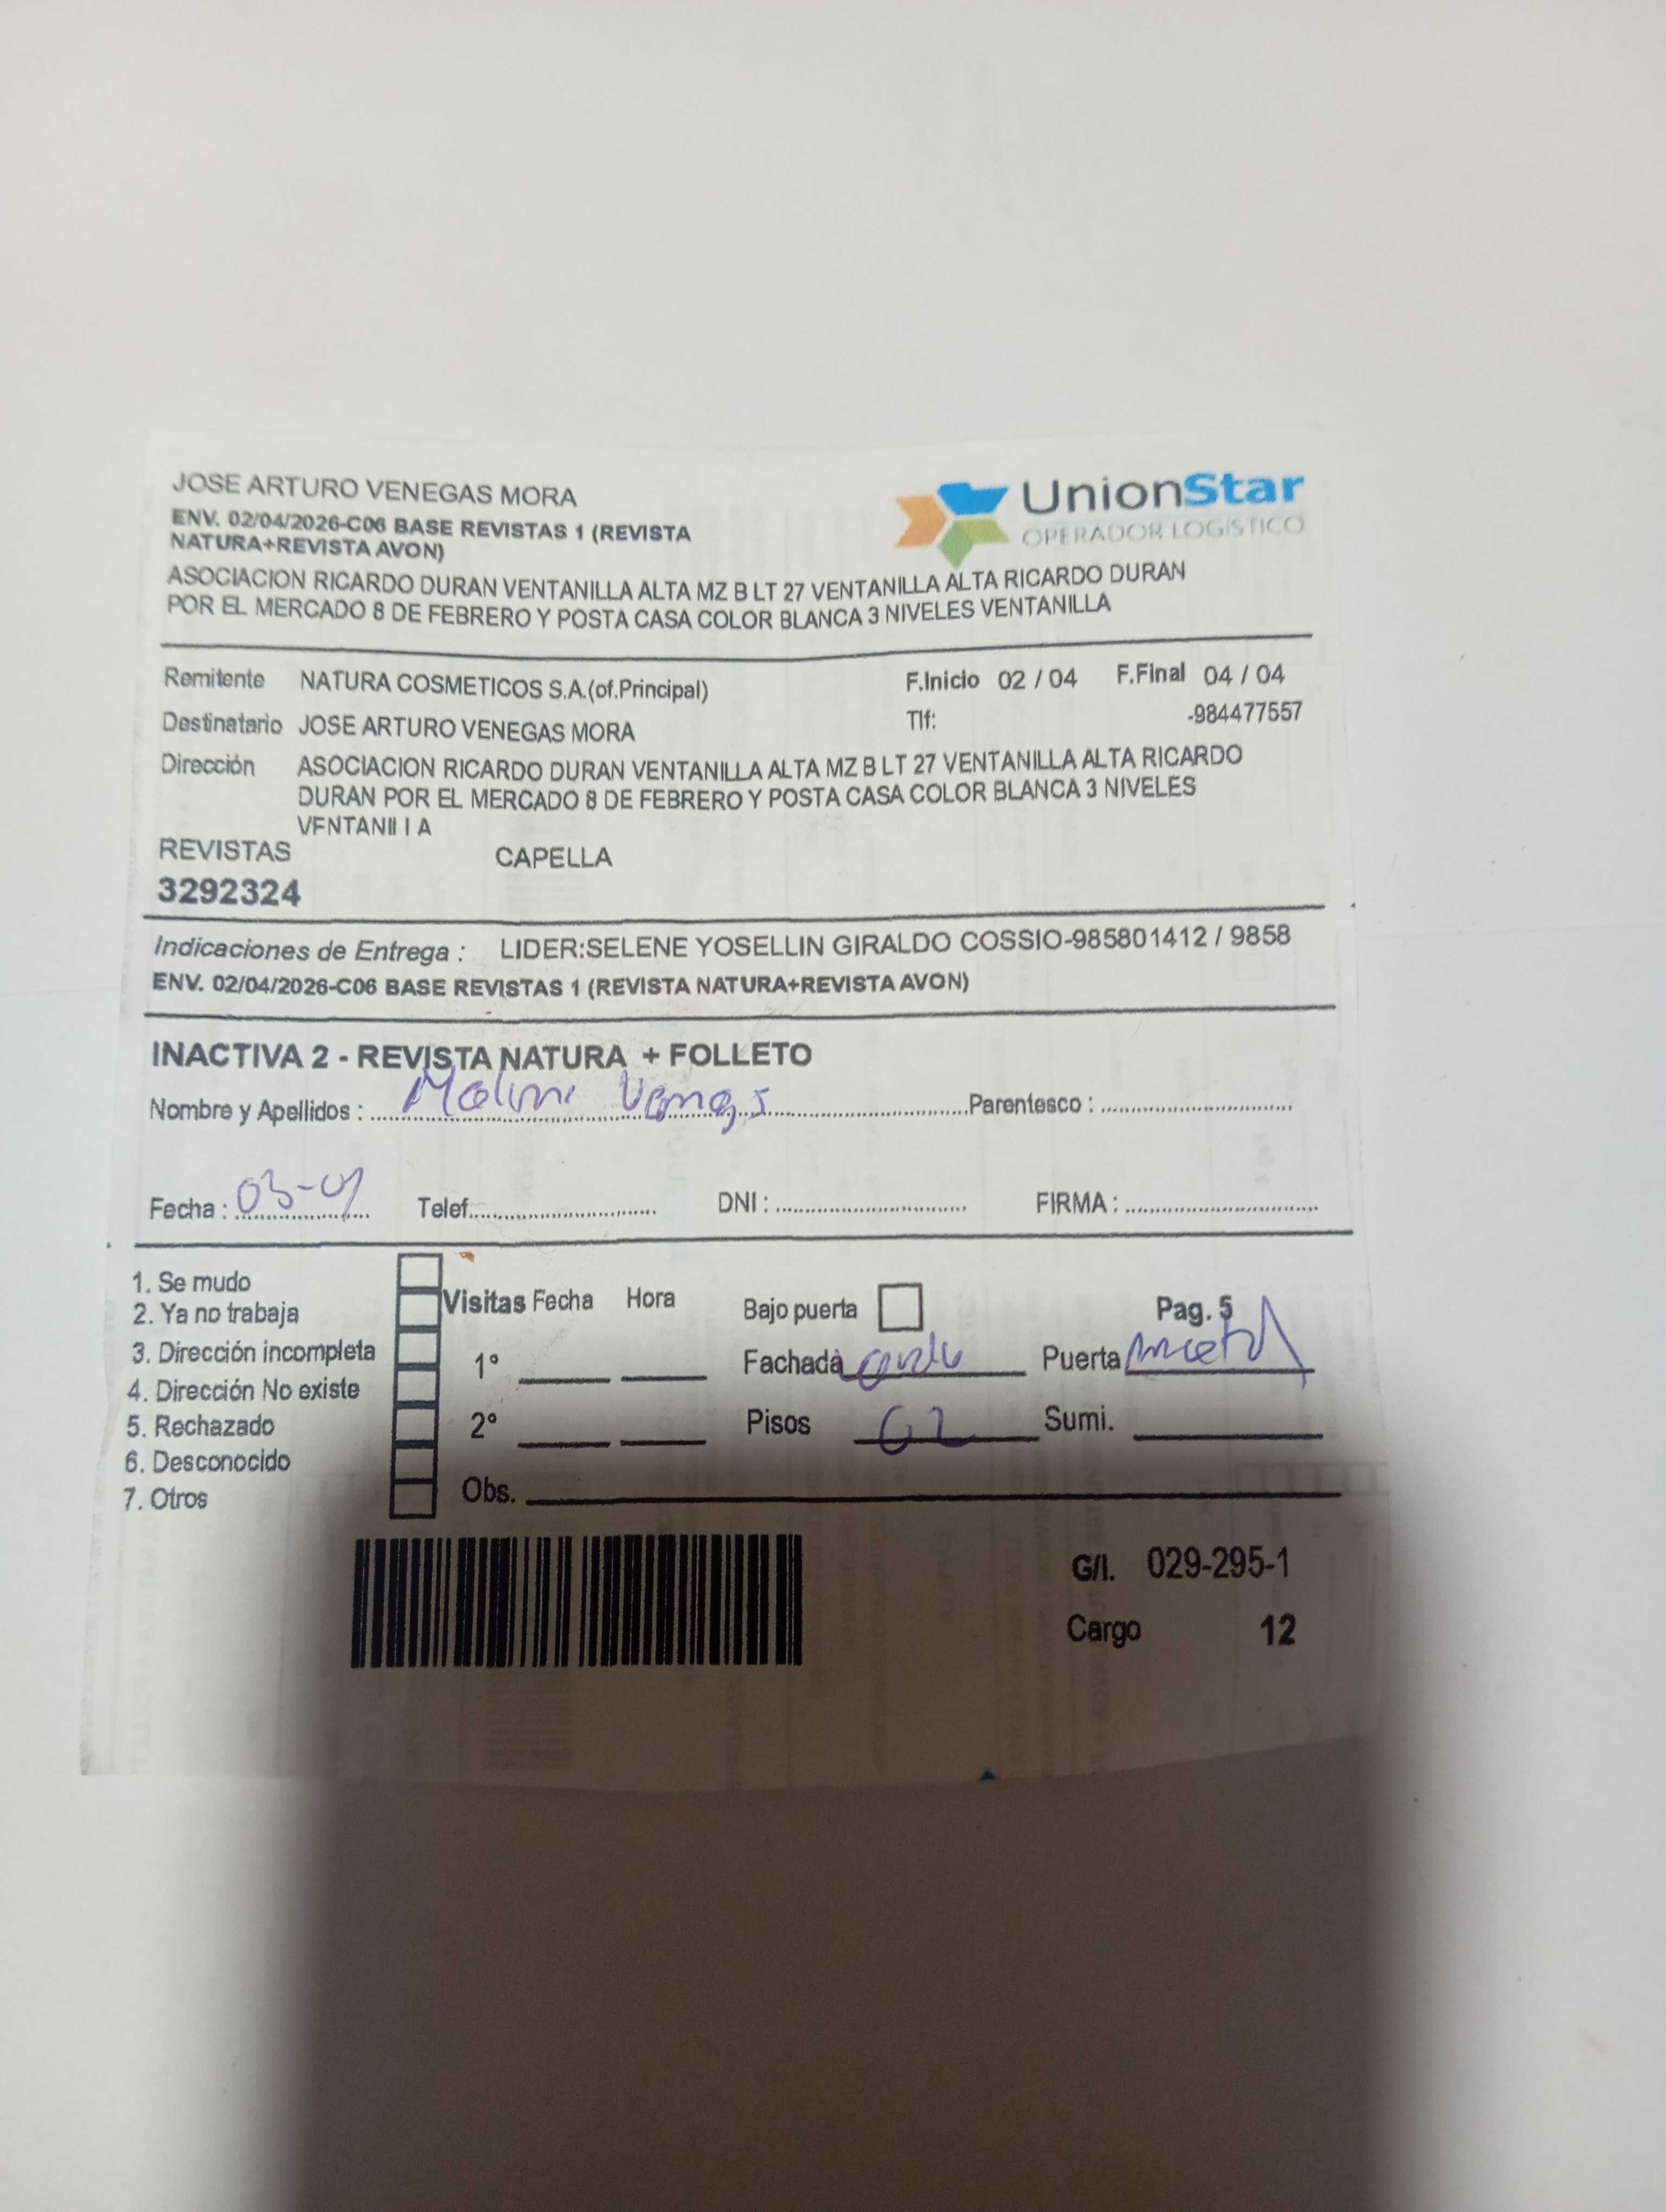 JOSE ARTURO VENEGAS MORA
ENV. 02/04/2026-C06 BASE REVISTAS 1 (REVISTA
NATURA+REVISTA AVON)
UnionStar
OPERADOR LOGÍSTICO
ASOCIACION RICARDO DURAN VENTANILLA ALTA MZ B LT 27 VENTANILLA ALTA RICARDO DURAN
POR EL MERCADO 8 DE FEBRERO Y POSTA CASA COLOR BLANCA 3 NIVELES VENTANILLA
Remitente NATURA COSMETICOS S.A.(of.Principal) F.Inicio 02 / 04 F.Final 04 / 04
Destinatario JOSE ARTURO VENEGAS MORA Tlf: -984477557
Dirección ASOCIACION RICARDO DURAN VENTANILLA ALTA MZ B LT 27 VENTANILLA ALTA RICARDO
DURAN POR EL MERCADO 8 DE FEBRERO Y POSTA CASA COLOR BLANCA 3 NIVELES
VENTANILLA
REVISTAS CAPELLA
3292324
Indicaciones de Entrega : LIDER:SELENE YOSELLIN GIRALDO COSSIO-985801412 / 9858
ENV. 02/04/2026-C06 BASE REVISTAS 1 (REVISTA NATURA+REVISTA AVON)
INACTIVA 2 - REVISTA NATURA + FOLLETO
Nombre y Apellidos : Parentesco :
Fecha : Telef. DNI : FIRMA :
1. Se mudo
2. Ya no trabaja
3. Dirección incompleta
4. Dirección No existe
5. Rechazado
6. Desconocido
7. Otros
Visitas Fecha Hora Bajo puerta Pag. 5
1° Fachada Puerta
2° Pisos 02 Sumi.
Obs.
G/I. 029-295-1
Cargo 12